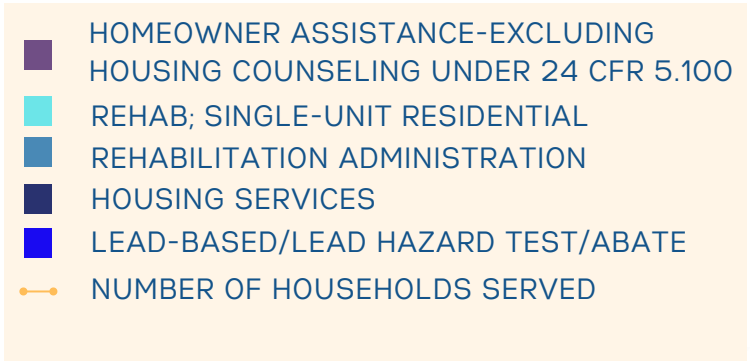 HOMEOWNER ASSISTANCE-EXCLUDING
HOUSING COUNSELING UNDER 24 CFR 5.100
REHAB; SINGLE-UNIT RESIDENTIAL
REHABILITATION ADMINISTRATION
HOUSING SERVICES
LEAD-BASED/LEAD HAZARD TEST/ABATE
NUMBER OF HOUSEHOLDS SERVED